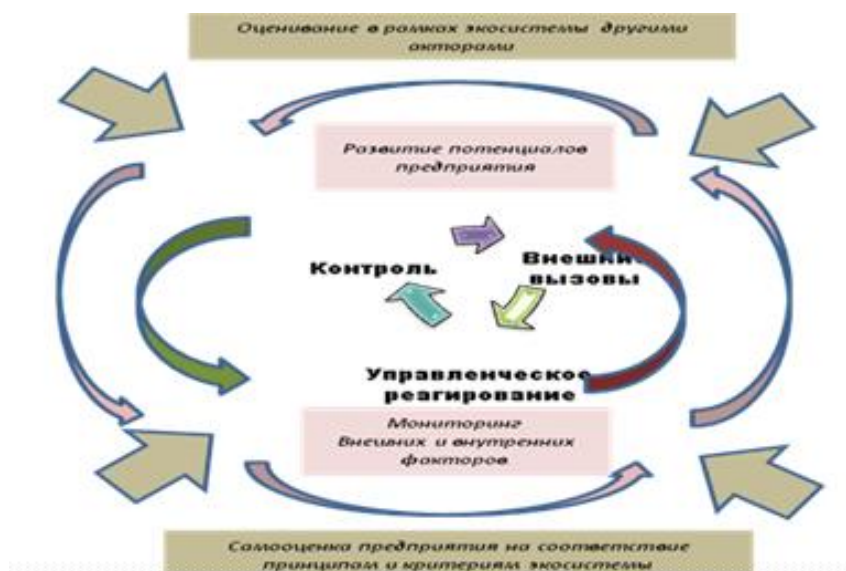 Оценивание в рамках экосистемы другими
акторами
Развитие потенциалов
предприятия
Контроль
Внешни
вызовы
Управленческое
реагирование
Мониторинг
Внешних и внутренних
факторов
Самооценка предприятия на соответствие
принципам и критериям экосистемы